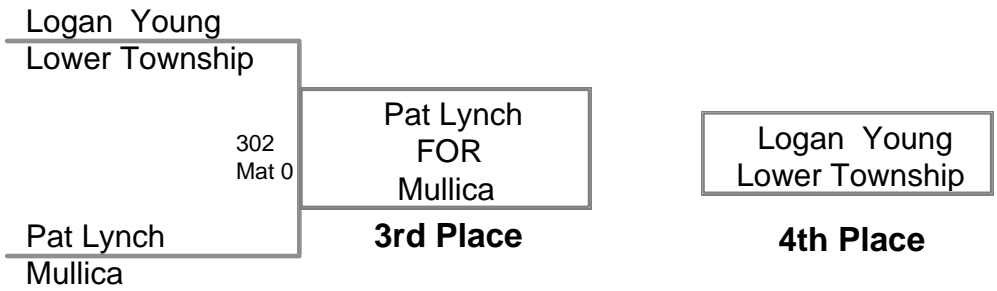 Logan  Young
Lower Township
302
Mat 0
Pat Lynch
Mullica
Pat Lynch
FOR
Mullica
3rd Place
Logan  Young
Lower Township
4th Place